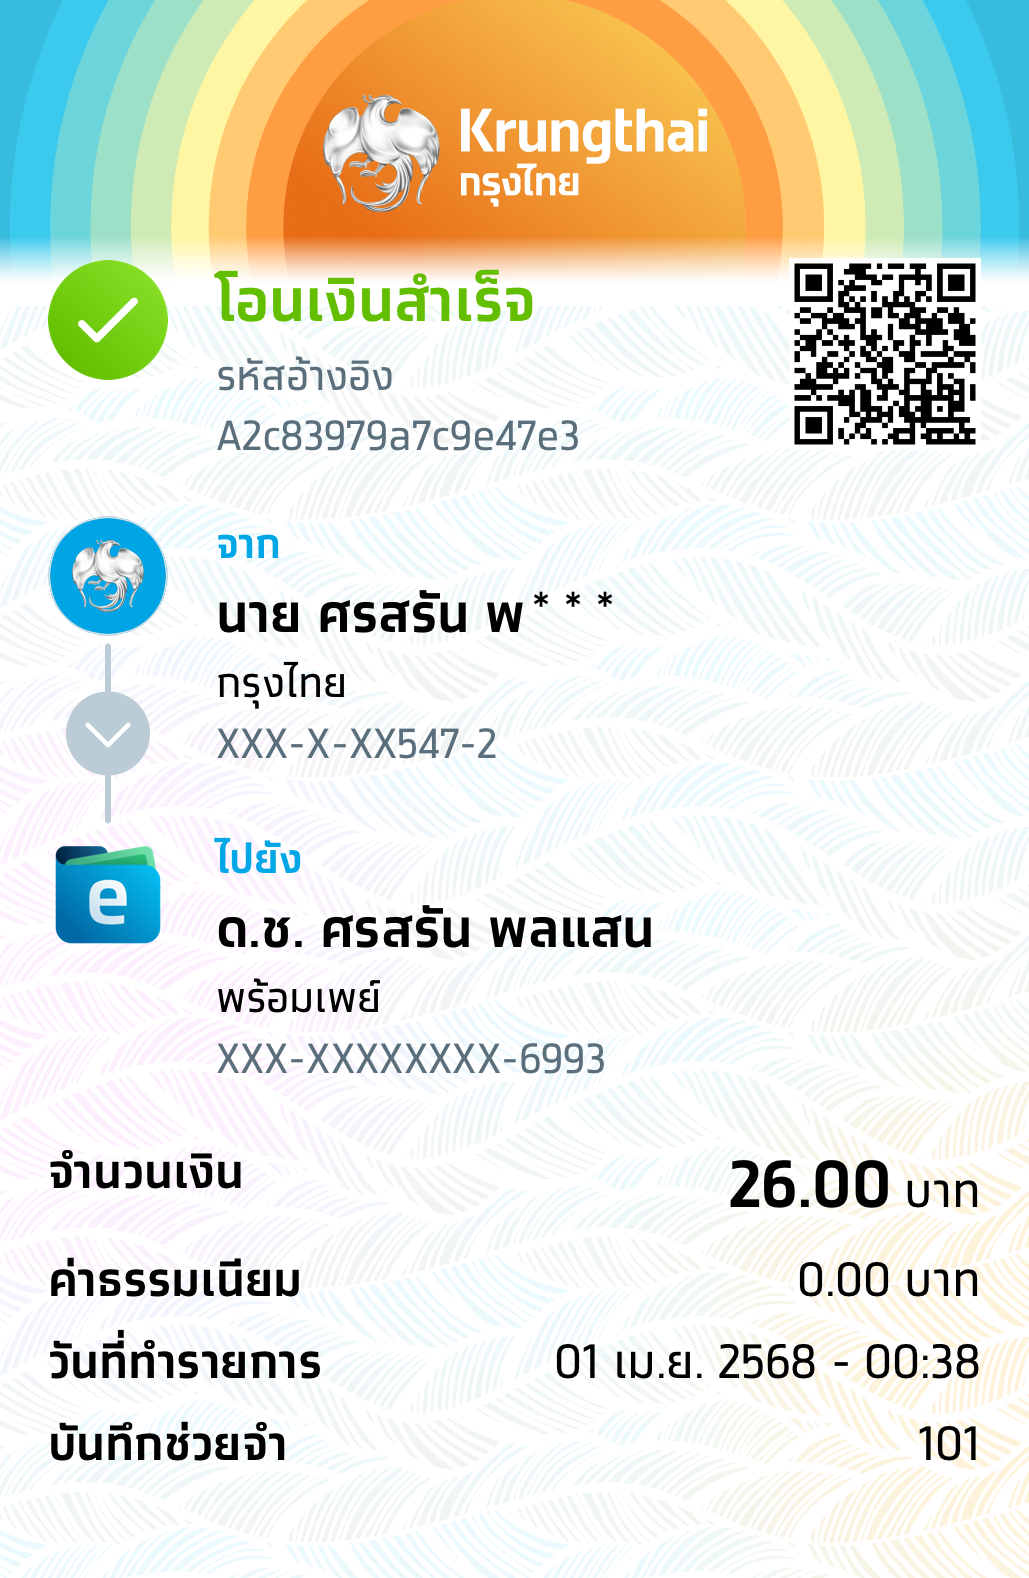 Krungthai
กรุงไทย
โอนเงินสำเร็จ
รหัสอ้างอิง
A2c83979a7c9e47e3
จาก
นาย ศรสรัน พ***
กรุงไทย
XXX-X-XX547-2
e
ไปยัง
ด.ช. ศรสรัน พลแสน
พร้อมเพย์
XXX-XXXXXXXX-6993
จำนวนเงิน 26.00 บาท
ค่าธรรมเนียม 0.00 บาท
วันที่ทำรายการ 01 เม.ย. 2568 - 00:38
บันทึกช่วยจำ 101